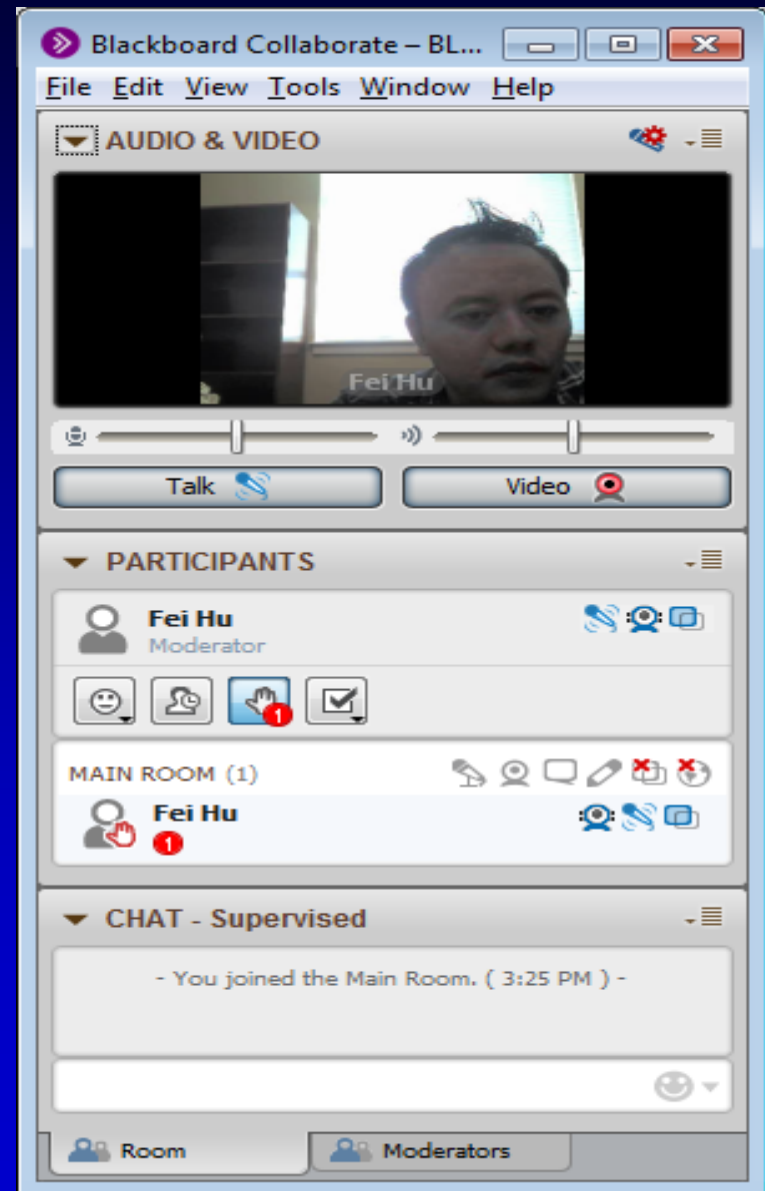 Blackboard Collaborate – BL...
File Edit View Tools Window Help
AUDIO & VIDEO
Fei Hu
Talk Video
PARTICIPANTS
Fei Hu
Moderator
1
MAIN ROOM (1)
Fei Hu
1
CHAT - Supervised
- You joined the Main Room. ( 3:25 PM ) -
Room Moderators